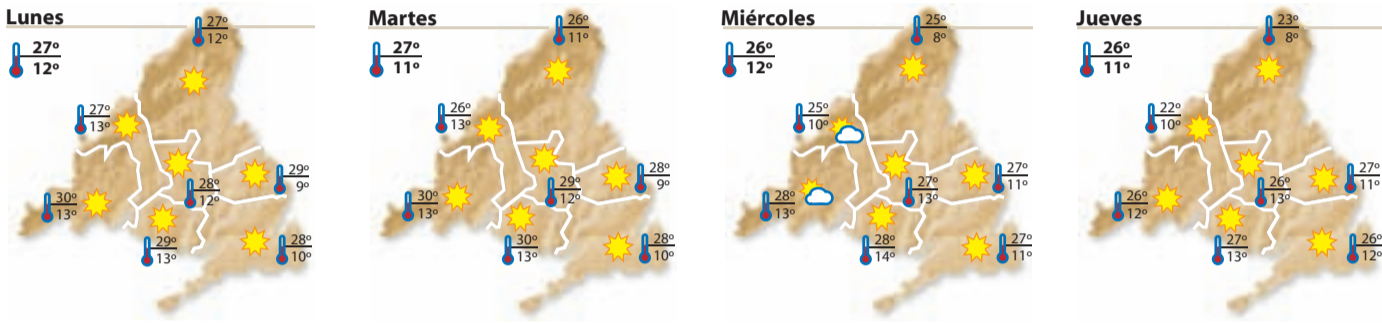 Lunes
27º
12º
27º
12º
27º
13º
29º
9º
28º
12º
30º
13º
29º
13º
28º
10º
Martes
27º
11º
26º
11º
26º
13º
28º
9º
29º
12º
30º
13º
30º
13º
28º
10º
Miércoles
26º
12º
25º
8º
25º
10º
27º
11º
27º
13º
28º
13º
28º
14º
27º
11º
Jueves
26º
11º
23º
8º
22º
10º
27º
11º
26º
13º
26º
12º
27º
13º
26º
12º